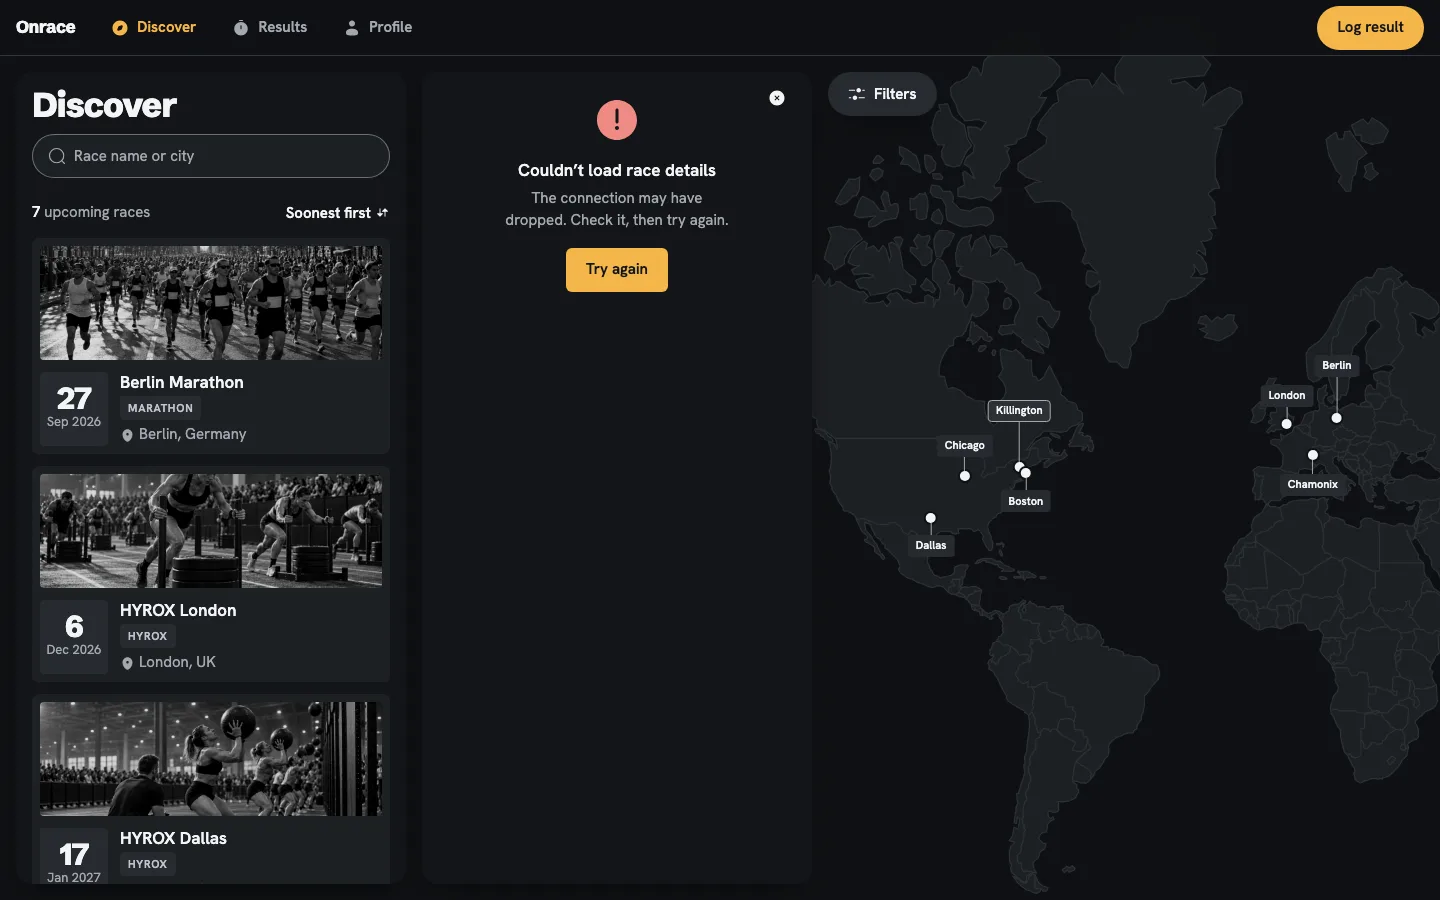 Onrace
Discover
Results
Profile
Log result
Discover
Race name or city
7 upcoming races
Soonest first
27
Sep 2026
Berlin Marathon
MARATHON
Berlin, Germany
6
Dec 2026
HYROX London
HYROX
London, UK
17
Jan 2027
HYROX Dallas
HYROX
Couldn’t load race details
The connection may have
dropped. Check it, then try again.
Try again
Filters
Berlin
London
Killington
Chicago
Chamonix
Boston
Dallas